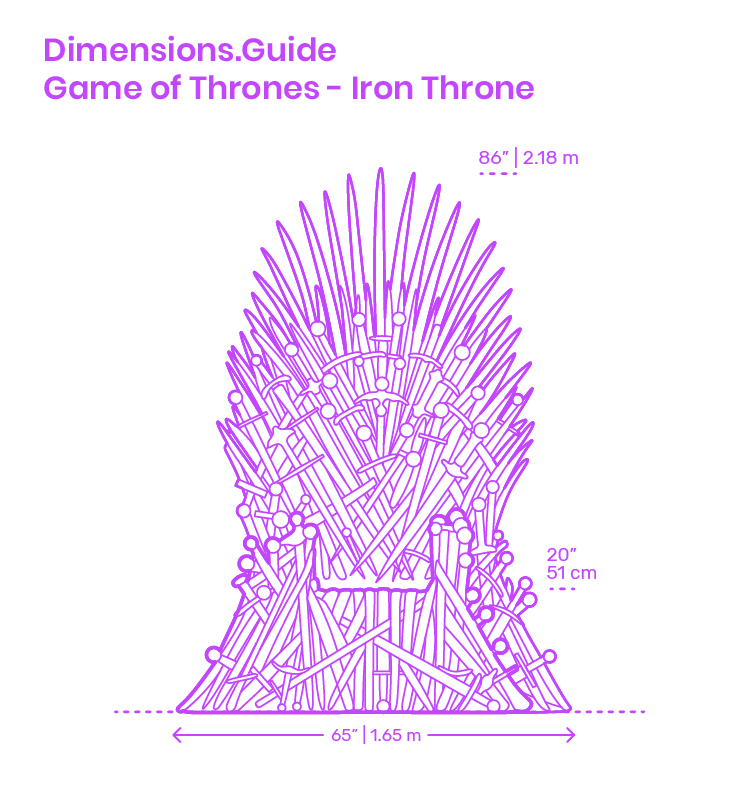 Dimensions.Guide
Game of Thrones - Iron Throne
86” | 2.18 m
20”
51 cm
65” | 1.65 m